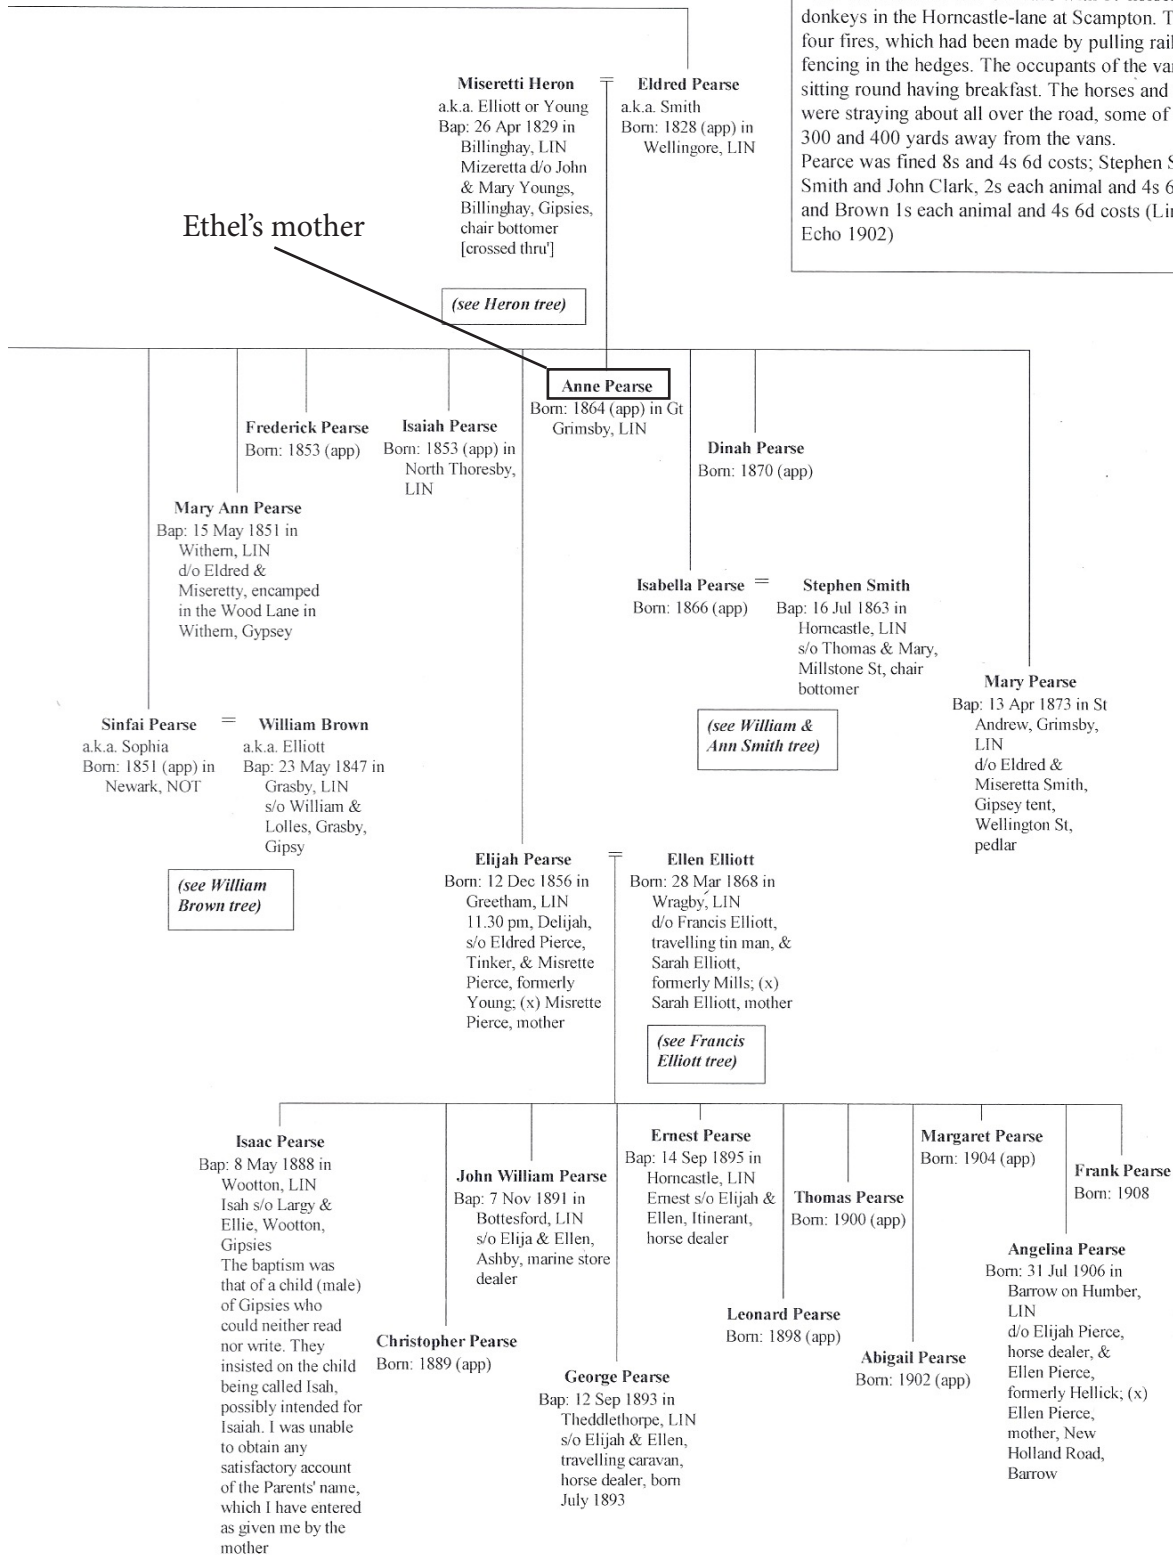 donkeys in the Horncastle-lane at Scampton. T
four fires, which had been made by pulling rail
fencing in the hedges. The occupants of the va
sitting round having breakfast. The horses and
were straying about all over the road, some of
300 and 400 yards away from the vans.
Pearce was fined 8s and 4s 6d costs; Stephen S
Smith and John Clark, 2s each animal and 4s 6
and Brown 1s each animal and 4s 6d costs (Lin
Echo 1902)
Miseretti Heron
a.k.a. Elliott or Young
Bap: 26 Apr 1829 in
Billinghay, LIN
Mizeretta d/o John
& Mary Youngs,
Billinghay, Gipsies,
chair bottomer
[crossed thru']
(see Heron tree)
=
Eldred Pearse
a.k.a. Smith
Born: 1828 (app) in
Wellingore, LIN
Ethel's mother
Frederick Pearse
Born: 1853 (app)
Isaiah Pearse
Born: 1853 (app) in
North Thoresby,
LIN
Anne Pearse
Born: 1864 (app) in Gt
Grimsby, LIN
Dinah Pearse
Born: 1870 (app)
Mary Ann Pearse
Bap: 15 May 1851 in
Withern, LIN
d/o Eldred &
Miseretty, encamped
in the Wood Lane in
Withern, Gypsey
Isabella Pearse
Born: 1866 (app)
=
Stephen Smith
Bap: 16 Jul 1863 in
Horncastle, LIN
s/o Thomas & Mary,
Millstone St, chair
bottomer
(see William &
Ann Smith tree)
Mary Pearse
Bap: 13 Apr 1873 in St
Andrew, Grimsby,
LIN
d/o Eldred &
Miseretta Smith,
Gipsey tent,
Wellington St,
pedlar
Sinfai Pearse
a.k.a. Sophia
Born: 1851 (app) in
Newark, NOT
=
William Brown
a.k.a. Elliott
Bap: 23 May 1847 in
Grasby, LIN
s/o William &
Lolles, Grasby,
Gipsy
(see William
Brown tree)
Elijah Pearse
Born: 12 Dec 1856 in
Greetham, LIN
11.30 pm, Delijah,
s/o Eldred Pierce,
Tinker, & Misrette
Pierce, formerly
Young; (x) Misrette
Pierce, mother
=
Ellen Elliott
Born: 28 Mar 1868 in
Wragby, LIN
d/o Francis Elliott,
travelling tin man, &
Sarah Elliott,
formerly Mills; (x)
Sarah Elliott, mother
(see Francis
Elliott tree)
Isaac Pearse
Bap: 8 May 1888 in
Wootton, LIN
Isah s/o Largy &
Ellie, Wootton,
Gipsies
The baptism was
that of a child (male)
of Gipsies who
could neither read
nor write. They
insisted on the child
being called Isah,
possibly intended for
Isaiah. I was unable
to obtain any
satisfactory account
of the Parents' name,
which I have entered
as given me by the
mother
Christopher Pearse
Born: 1889 (app)
John William Pearse
Bap: 7 Nov 1891 in
Bottesford, LIN
s/o Elija & Ellen,
Ashby, marine store
dealer
George Pearse
Bap: 12 Sep 1893 in
Theddlethorpe, LIN
s/o Elijah & Ellen,
travelling caravan,
horse dealer, born
July 1893
Ernest Pearse
Bap: 14 Sep 1895 in
Horncastle, LIN
Ernest s/o Elijah &
Ellen, Itinerant,
horse dealer
Leonard Pearse
Born: 1898 (app)
Thomas Pearse
Born: 1900 (app)
Abigail Pearse
Born: 1902 (app)
Margaret Pearse
Born: 1904 (app)
Angelina Pearse
Born: 31 Jul 1906 in
Barrow on Humber,
LIN
d/o Elijah Pierce,
horse dealer, &
Ellen Pierce,
formerly Hellick; (x)
Ellen Pierce,
mother, New
Holland Road,
Barrow
Frank Pearse
Born: 1908